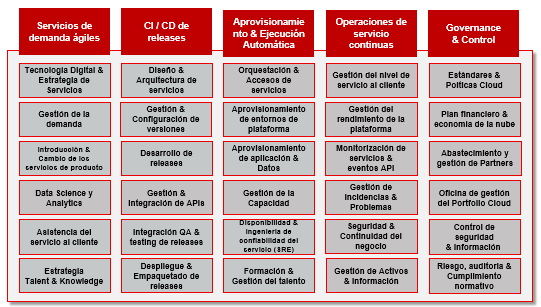 Servicios de
demanda ágiles
Tecnologia Digital &
Estrategia de
Servicios
Gestión de la
demanda
Introducción &
Cambio de los
servicios de producto
Data Science y
Analytics
Asistencia del
servicio al cliente
Estrategia
Talent & Knowledge
CI / CD de
releases
Diseño &
Arquitectura de
servicios
Gestión &
Configuración de
versiones
Desarrollo de
releases
Gestión &
Integración de APIs
Integración QA &
testing de releases
Despliegue &
Empaquetado de
releases
Aprovisionamie
nto & Ejecución
Automática
Orquestación &
Accesos de
servicios
Aprovisionamiento
de entornos de
plataforma
Aprovisionamiento
de aplicación &
Datos
Gestión de la
Capacidad
Disponibilidad &
Ingenieria de
confiabilidad del
servicio (SRE)
Formación &
Gestión del talento
Operaciones de
servicio
continuas
Gestión del nivel de
servicio al cliente
Gestión del
rendimiento de la
plataforma
Monitorización de
servicios &
eventos API
Gestión de
Incidencias &
Problemas
Seguridad &
Continuidad del
negocio
Gestión de Activos
& Información
Governance
& Control
Estándares &
Políticas Cloud
Plan financiero &
economia de la nube
Abastecimiento y
gestión de Partners
Oficina de gestión
del Portfolio Cloud
Control de
seguridad
& información
Riesgo, auditoria &
Cumplimiento
normativo